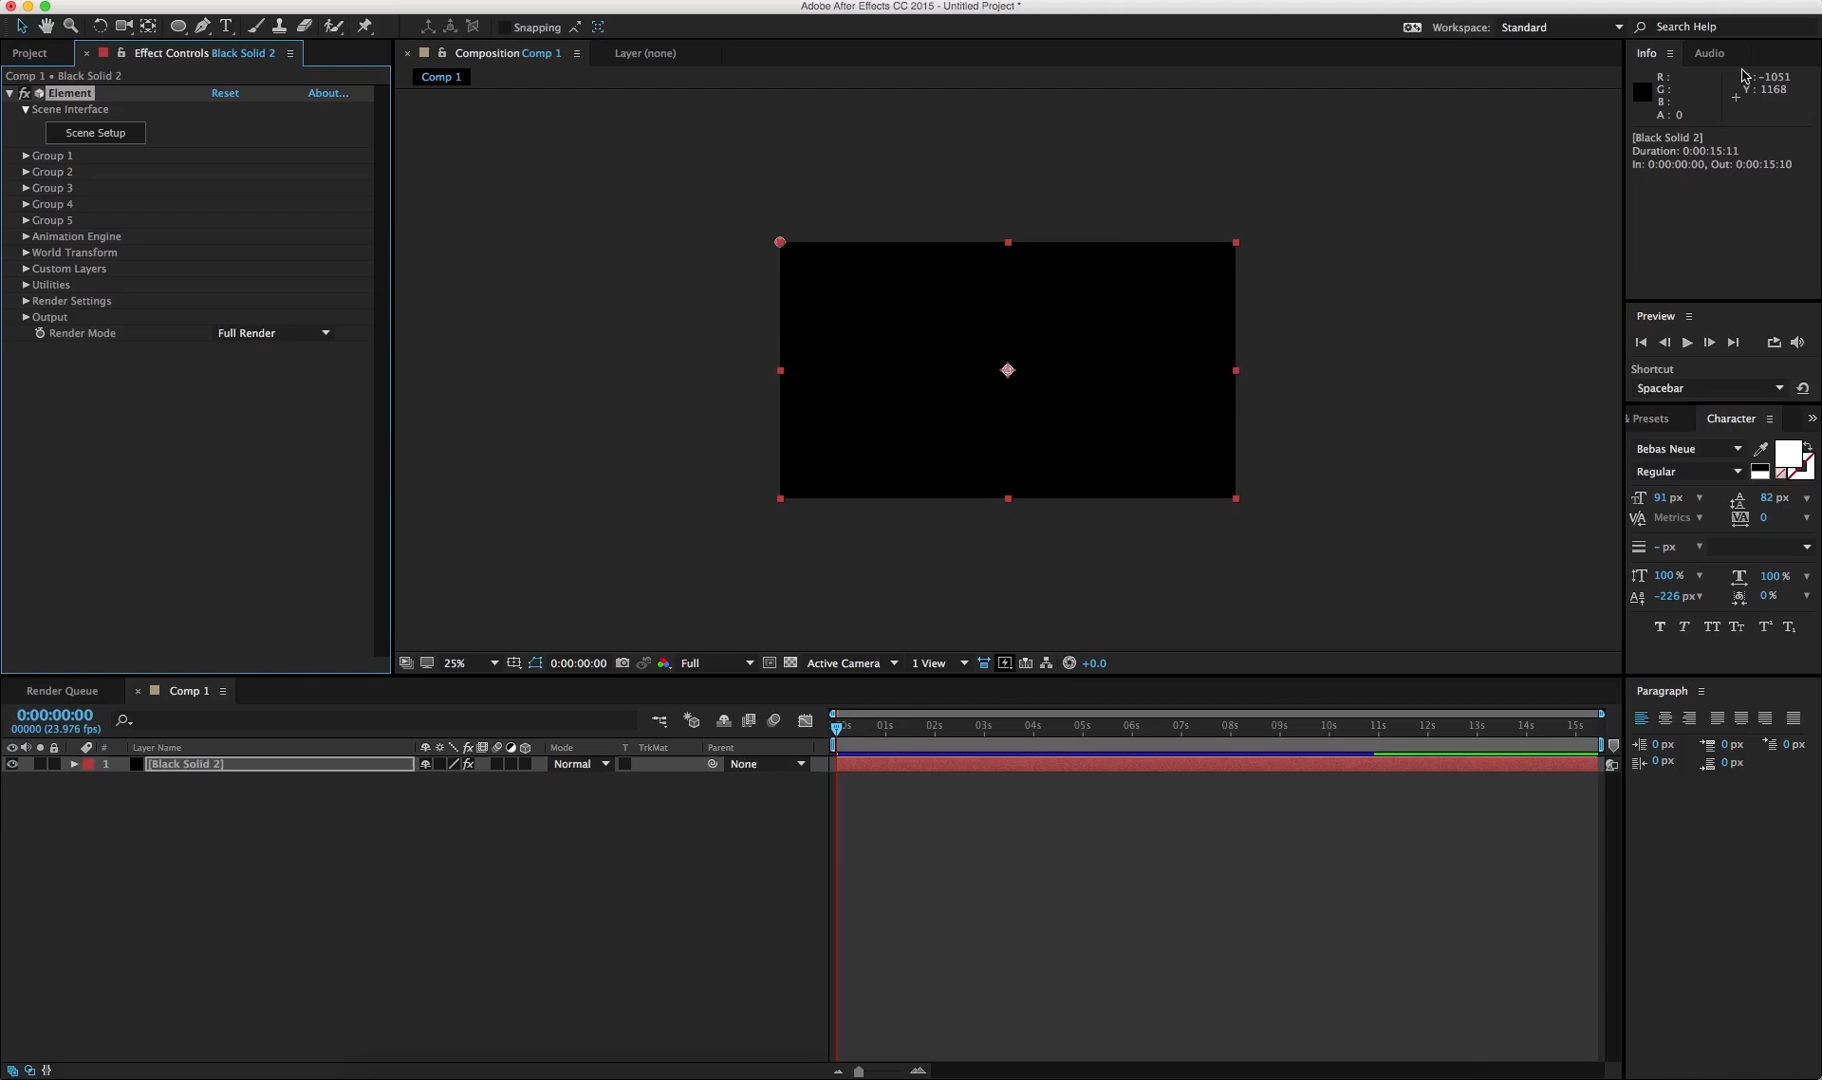 Adobe After Effects CC 2015 - Untitled Project *
Snapping
Workspace: Standard
Search Help
Project
Effect Controls Black Solid 2
Composition Comp 1
Layer (none)
Info
Audio
Comp 1 • Black Solid 2
Comp 1
R :
G :
B :
A : 0
: -1051
Y : 1168
fx Element
Reset
About...
Scene Interface
Scene Setup
Group 1
Group 2
Group 3
Group 4
Group 5
Animation Engine
World Transform
Custom Layers
Utilities
Render Settings
Output
Render Mode
Full Render
[Black Solid 2]
Duration: 0:00:15:11
In: 0:00:00:00, Out: 0:00:15:10
Preview
Shortcut
Spacebar
& Presets
Character
Bebas Neue
Regular
91 px
82 px
Metrics
0
- px
100 %
100 %
-226 px
0 %
25%
0:00:00:00
Full
Active Camera
1 View
+0.0
Render Queue
Comp 1
0:00:00:00
00000 (23.976 fps)
01s 02s 03s 04s 05s 06s 07s 08s 09s 10s 11s 12s 13s 14s 15s
# Layer Name
Mode
T TrkMat
Parent
1 [Black Solid 2]
fx
Normal
None
Paragraph
0 px
0 px
0 px
0 px
0 px